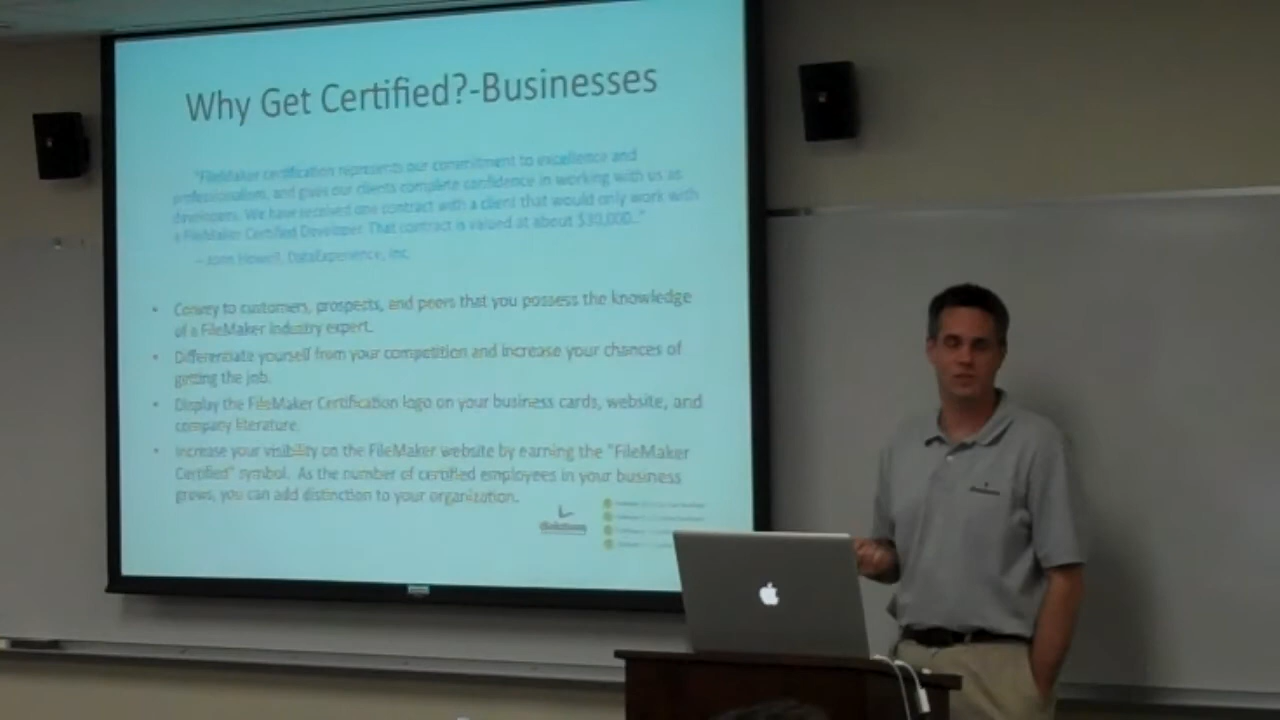 Why Get Certified?-Businesses
"FileMaker certification represents our commitment to excellence and
professionalism, and gives our clients complete confidence in working with us as
developers. We have received one contract with a client that would only work with
a FileMaker Certified Developer. That contract is valued at about $30,000..."
– John Howell, DataExperience, Inc.
• Convey to customers, prospects, and peers that you possess the knowledge
of a FileMaker industry expert.
• Differentiate yourself from your competition and increase your chances of
getting the job.
• Display the FileMaker Certification logo on your business cards, website, and
company literature.
• Increase your visibility on the FileMaker website by earning the "FileMaker
Certified" symbol. As the number of certified employees in your business
grows, you can add distinction to your organization.